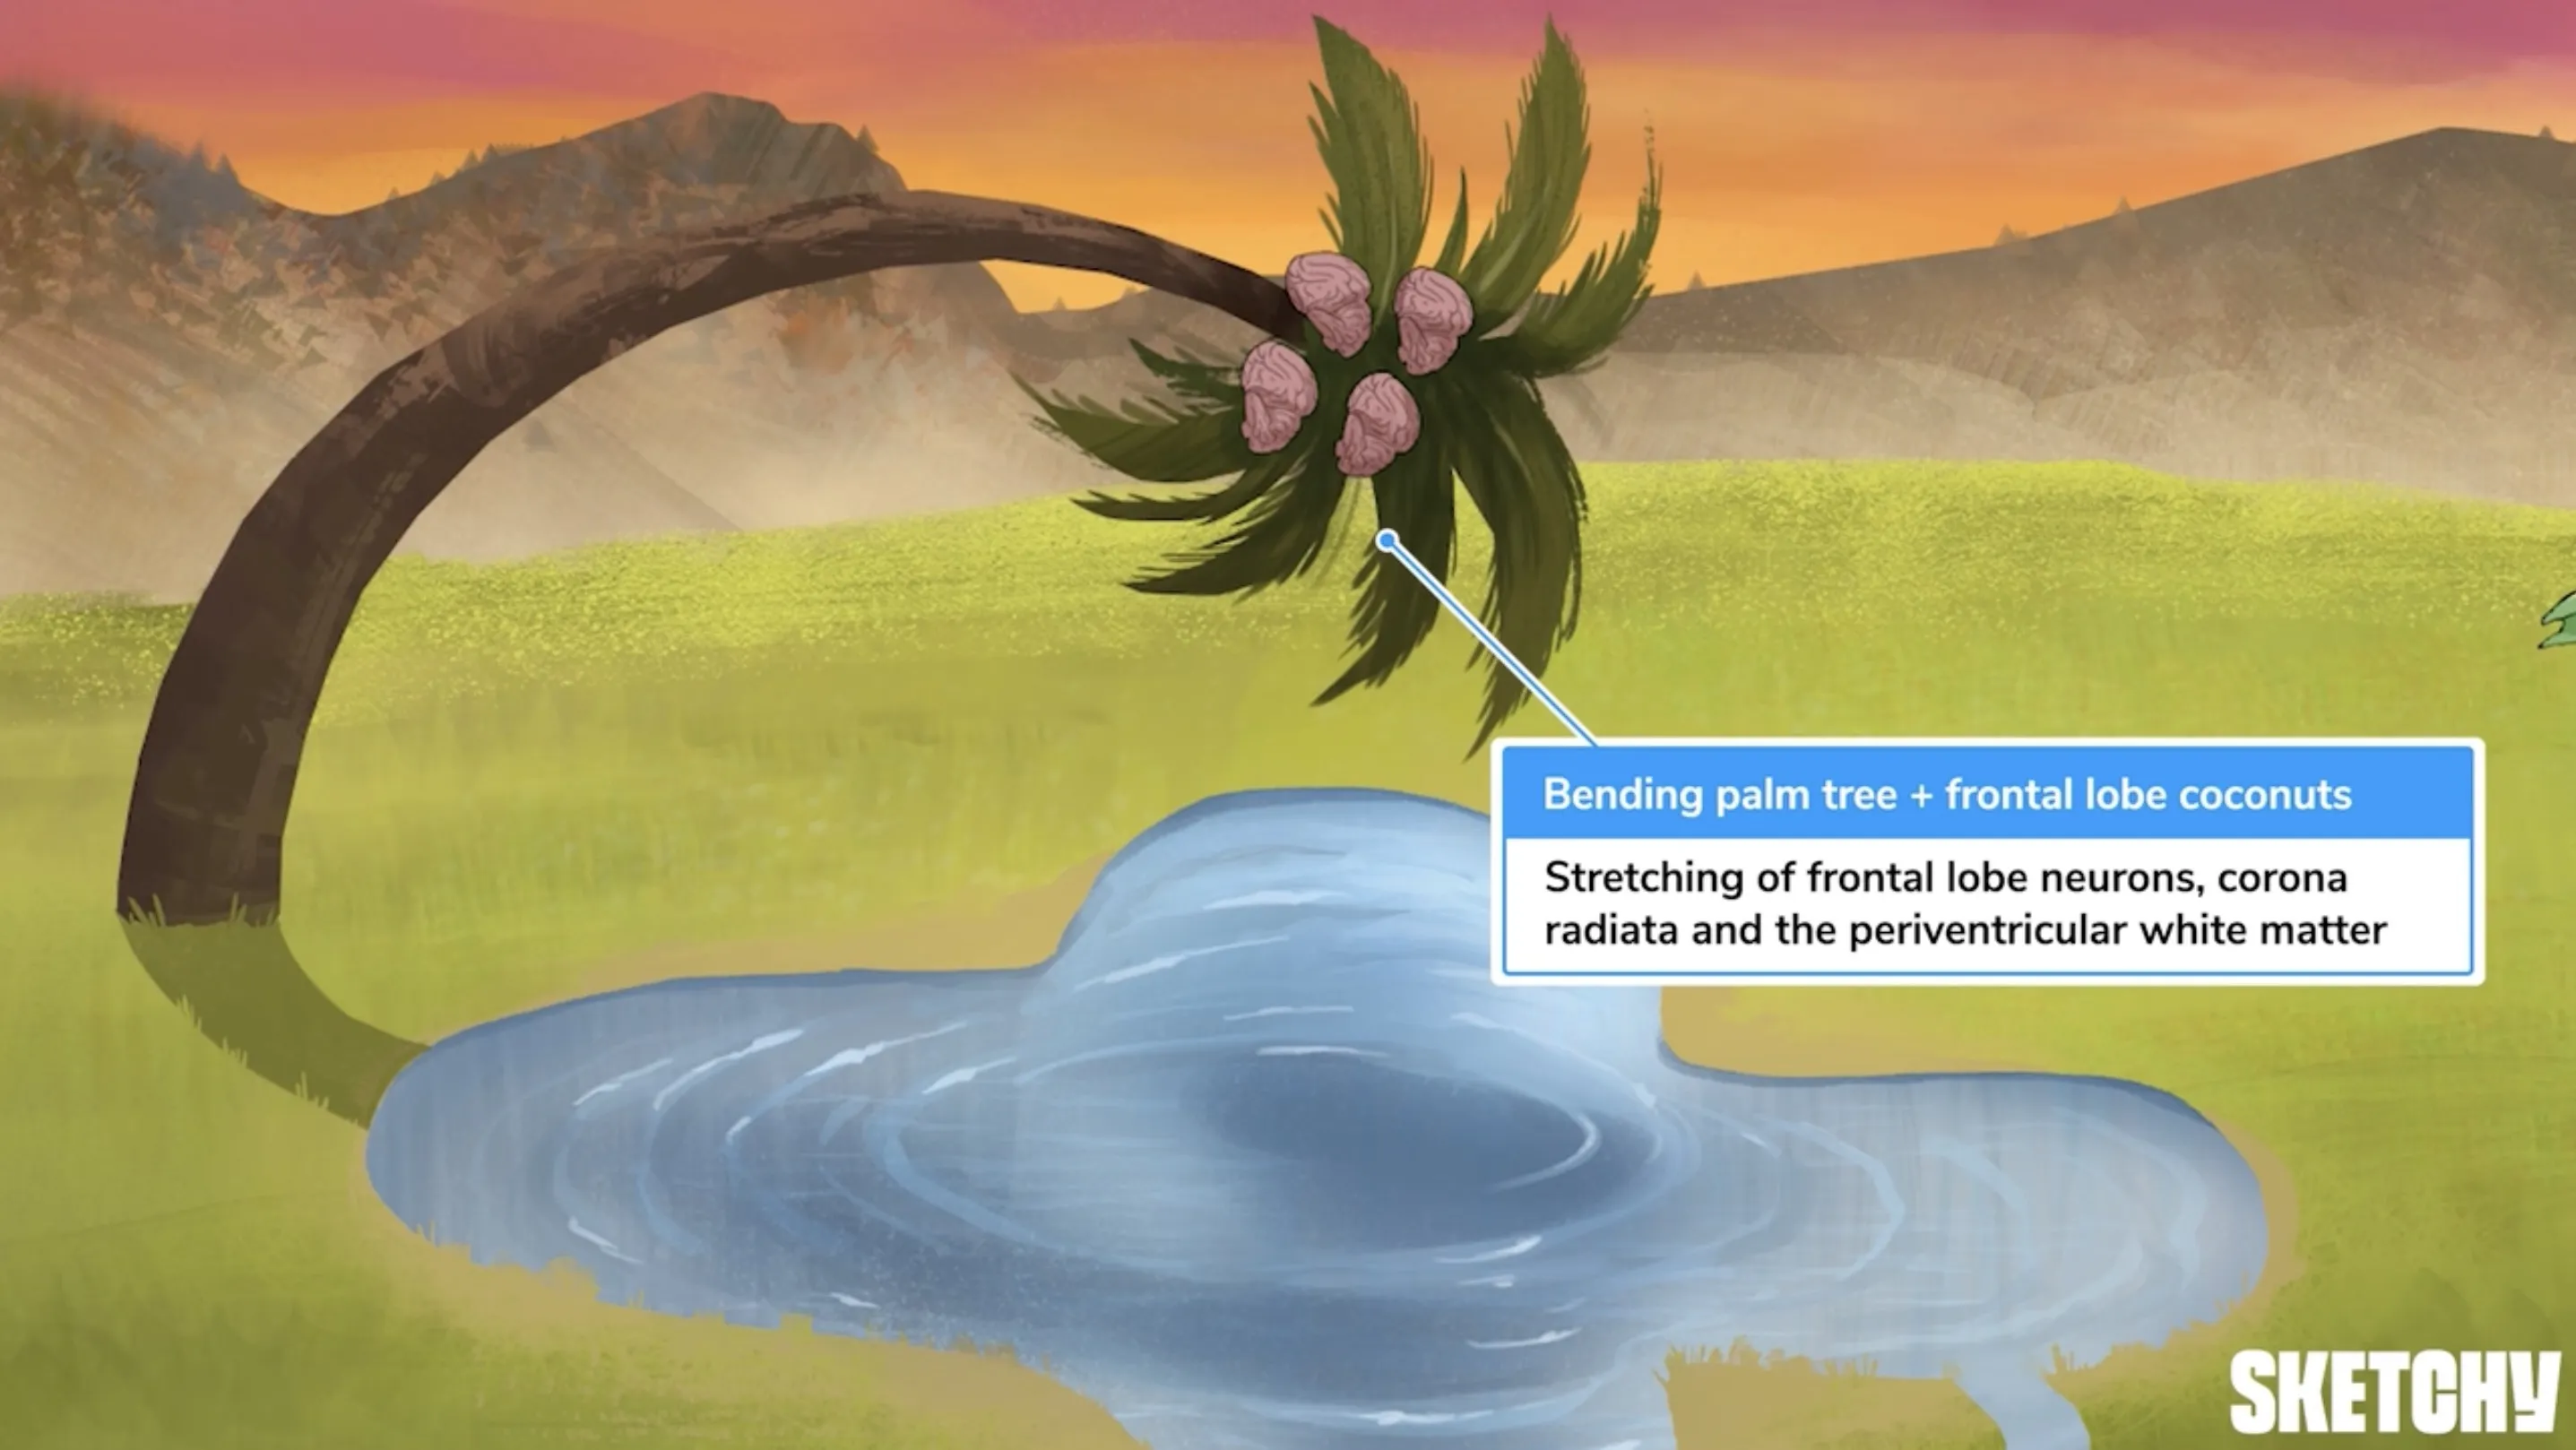 Bending palm tree + frontal lobe coconuts
Stretching of frontal lobe neurons, corona
radiata and the periventricular white matter
SKETCHY